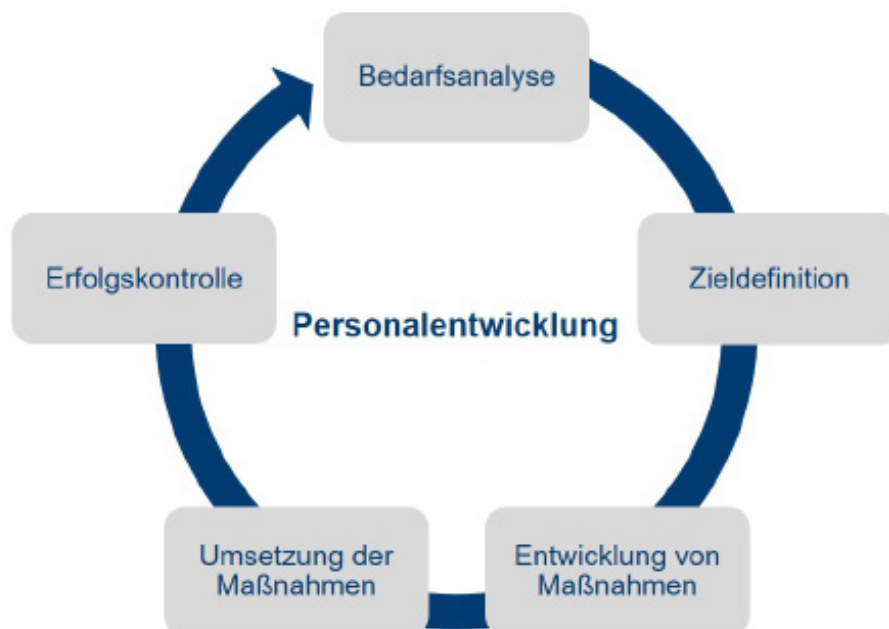 Bedarfsanalyse
Zieldefinition
Entwicklung von
Maßnahmen
Umsetzung der
Maßnahmen
Erfolgskontrolle
Personalentwicklung